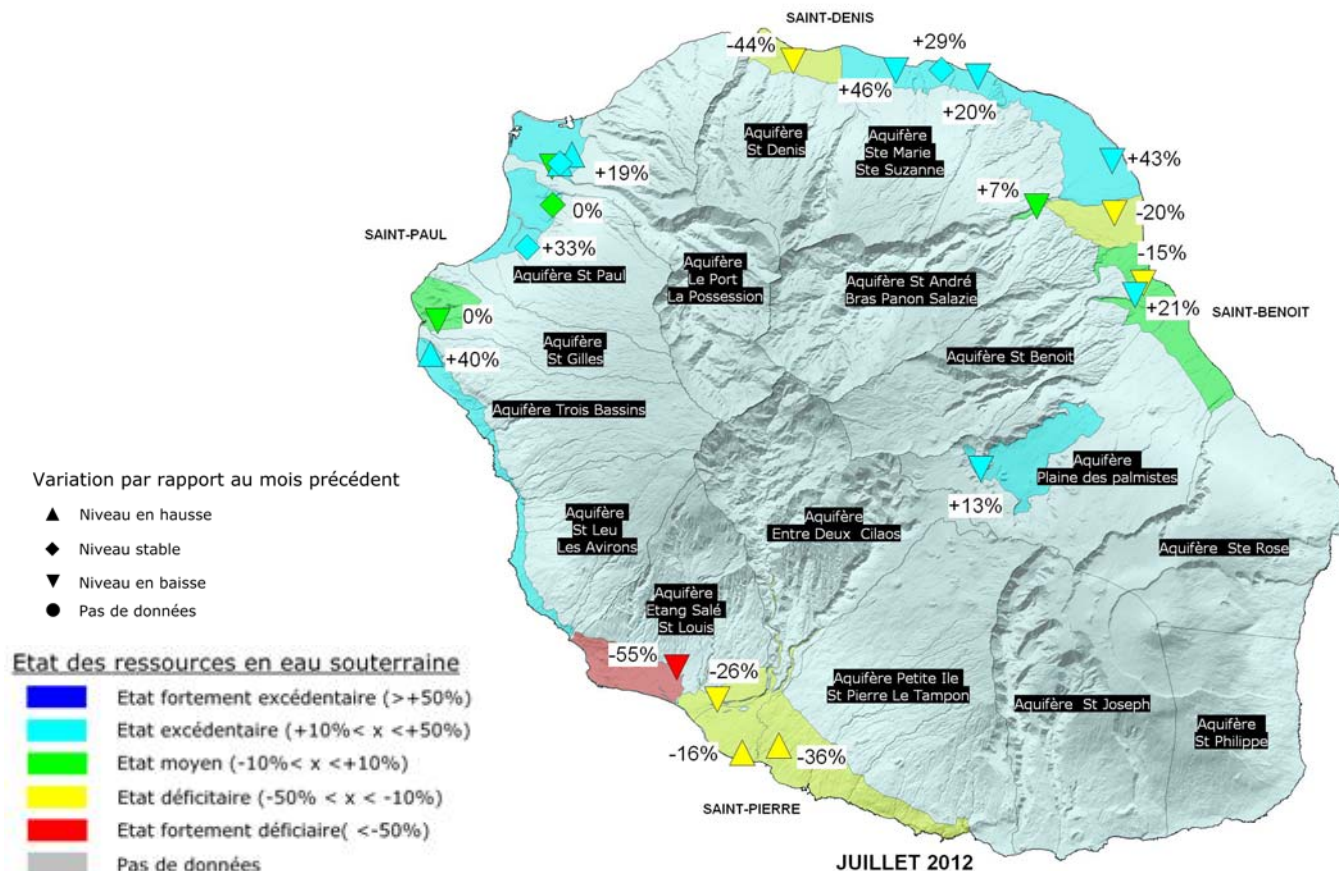 SAINT-DENIS
-44%
+29%
+46%
+20%
Aquifère
St Denis
Aquifère
Ste Marie
Ste Suzanne
+43%
+19%
+7%
-20%
0%
SAINT-PAUL
+33%
-15%
Aquifère St Paul
Aquifère
Le Port
La Possession
Aquifère St André
Bras Panon Salazie
+21%
SAINT-BENOIT
0%
+40%
Aquifère
St Gilles
Aquifère St Benoit
Aquifère Trois Bassins
Aquifère
Plaine des palmistes
+13%
Variation par rapport au mois précédent
Niveau en hausse
Niveau stable
Niveau en baisse
Pas de données
Aquifère
St Leu
Les Avirons
Aquifère
Entre Deux Cilaos
Aquifère Ste Rose
Aquifère
Etang Salé
St Louis
-55%
-26%
Aquifère Petite Ile
St Pierre Le Tampon
Aquifère St Joseph
Aquifère
St Philippe
-16%
-36%
SAINT-PIERRE
Etat des ressources en eau souterraine
Etat fortement excédentaire (>+50%)
Etat excédentaire (+10%< x <+50%)
Etat moyen (-10%< x <+10%)
Etat déficitaire (-50% < x < -10%)
Etat fortement déficiaire( <-50%)
Pas de données
JUILLET 2012